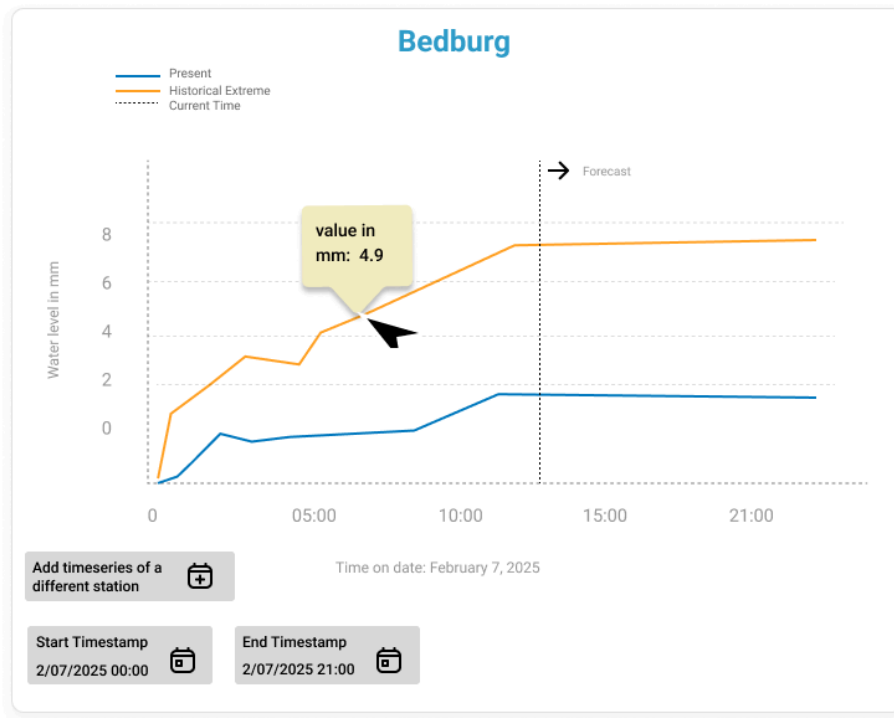 Bedburg
Present
Historical Extreme
Current Time
Forecast
value in
mm: 4.9
8
6
4
2
0
Water level in mm
0 05:00 10:00 15:00 21:00
Time on date: February 7, 2025
Add timeseries of a
different station
Start Timestamp
2/07/2025 00:00
End Timestamp
2/07/2025 21:00